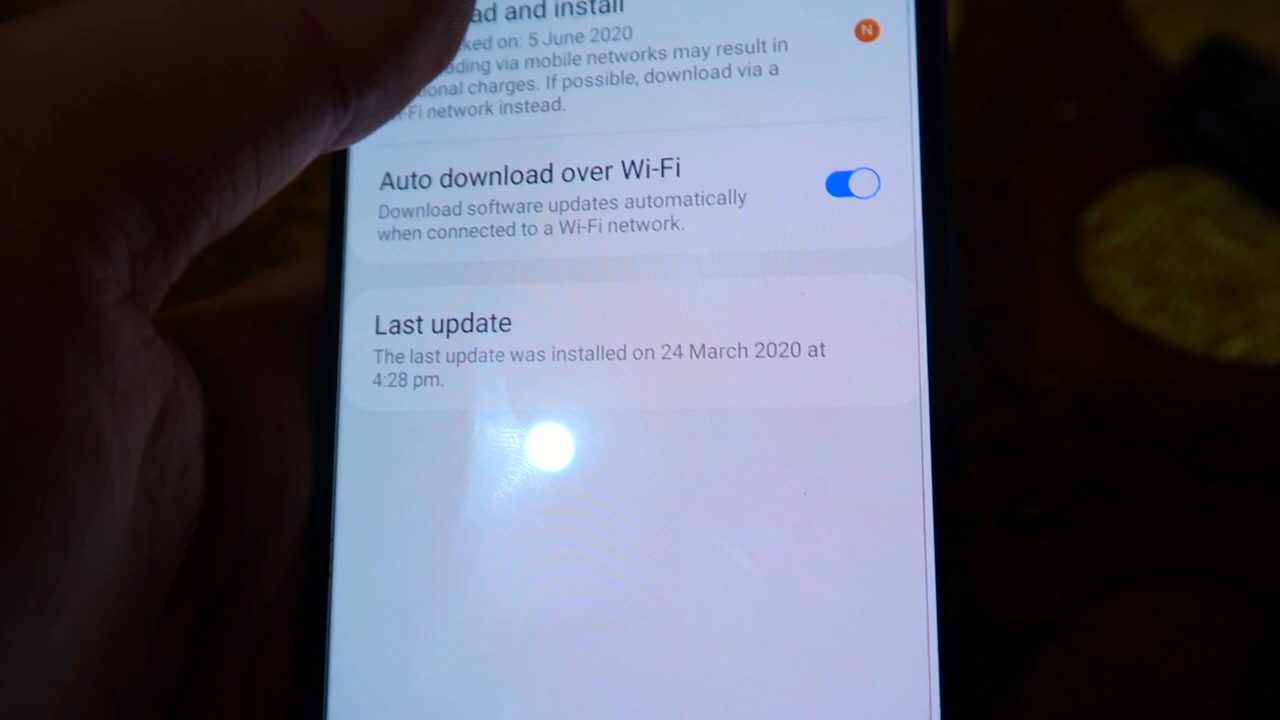 ad and install
ked on: 5 June 2020
N
ding via mobile networks may result in
ional charges. If possible, download via a
-Fi network instead.
Auto download over Wi-Fi
Download software updates automatically
when connected to a Wi-Fi network.
Last update
The last update was installed on 24 March 2020 at
4:28 pm.